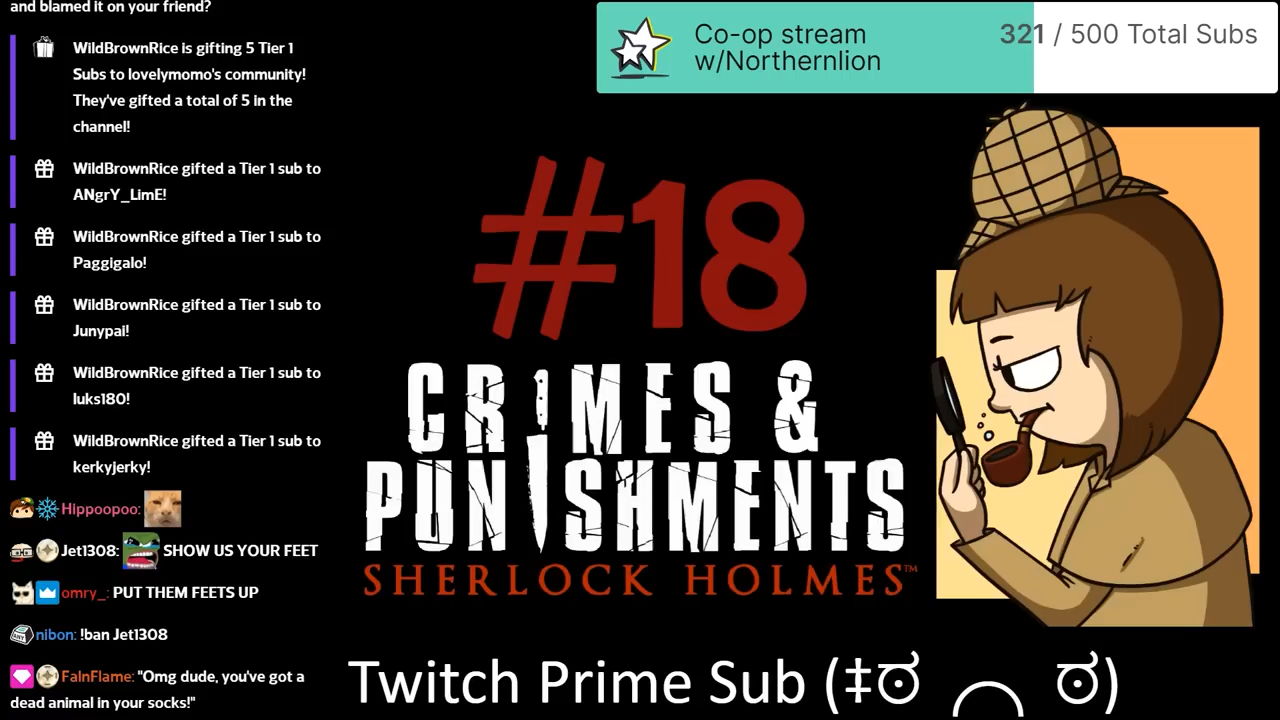 and blamed it on your friend?
WildBrownRice is gifting 5 Tier 1
Subs to lovelymomo's community!
They've gifted a total of 5 in the
channel!
WildBrownRice gifted a Tier 1 sub to
ANgrY_LimE!
WildBrownRice gifted a Tier 1 sub to
Paggigalo!
WildBrownRice gifted a Tier 1 sub to
Junypai!
WildBrownRice gifted a Tier 1 sub to
luks180!
WildBrownRice gifted a Tier 1 sub to
kerkyjerky!
Hippoopoo:
Jet1308: SHOW US YOUR FEET
omry_: PUT THEM FEETS UP
nibon: !ban Jet1308
FalnFlame: "Omg dude, you've got a
dead animal in your socks!"
Co-op stream
w/Northernlion
321 / 500 Total Subs
#18
CRIMES &
PUNISHMENTS
SHERLOCK HOLMES™
Twitch Prime Sub (‡ಠ ╭╮ ಠ)